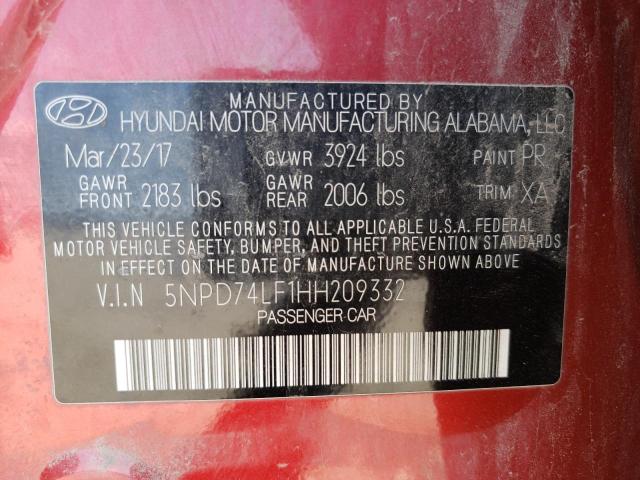 MANUFACTURED BY
HYUNDAI MOTOR MANUFACTURING ALABAMA, LLC
Mar/23/17 GVWR 3924 lbs PAINT PR
GAWR FRONT 2183 lbs GAWR REAR 2006 lbs TRIM XA
THIS VEHICLE CONFORMS TO ALL APPLICABLE U.S.A. FEDERAL
MOTOR VEHICLE SAFETY, BUMPER, AND THEFT PREVENTION STANDARDS
IN EFFECT ON THE DATE OF MANUFACTURE SHOWN ABOVE.
V.I.N 5NPD74LF1HH209332
PASSENGER CAR